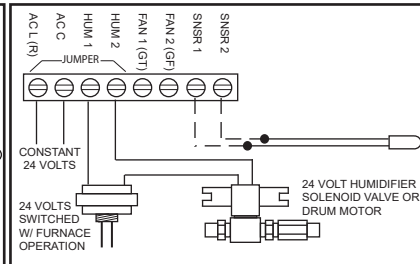 AC L (R)
AC C
HUM 1
HUM 2
FAN 1 (GT)
FAN 2 (GF)
SNSR 1
SNSR 2
JUMPER
CONSTANT
24 VOLTS
24 VOLTS
SWITCHED
W/ FURNACE
OPERATION
24 VOLT HUMIDIFIER
SOLENOID VALVE OR
DRUM MOTOR